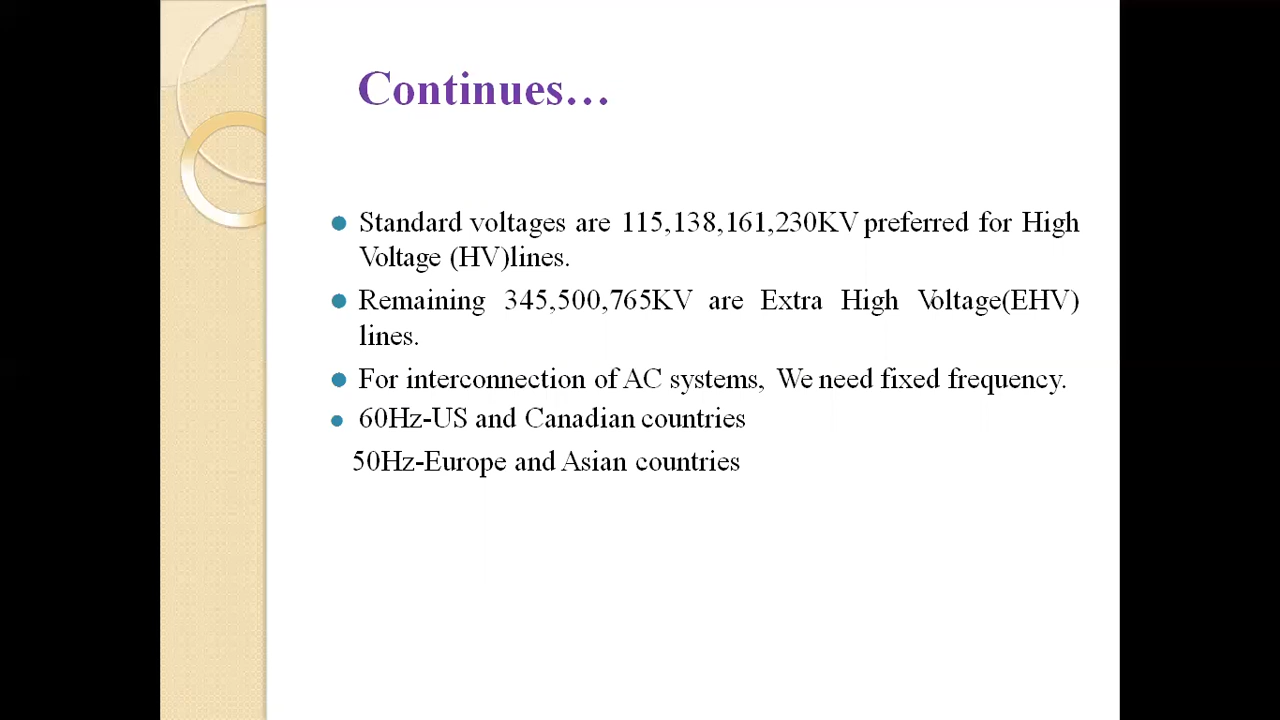 Continues…
Standard voltages are 115,138,161,230KV preferred for High
Voltage (HV)lines.
Remaining 345,500,765KV are Extra High Voltage(EHV)
lines.
For interconnection of AC systems, We need fixed frequency.
60Hz-US and Canadian countries
50Hz-Europe and Asian countries